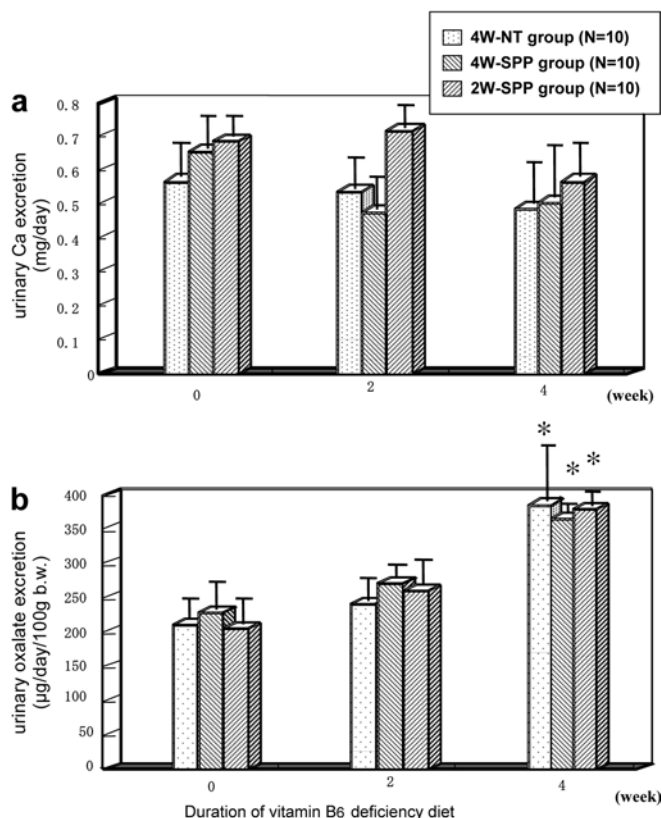 4W-NT group (N=10)
4W-SPP group (N=10)
2W-SPP group (N=10)
a
urinary Ca excretion
(mg/day)
0.8
0.7
0.6
0.5
0.4
0.3
0.2
0.1
0
0 2 4 (week)
* * *
b
urinary oxalate excretion
(µg/day/100g b.w.)
400
350
300
250
200
150
100
50
0
0 2 4 (week)
Duration of vitamin B6 deficiency diet